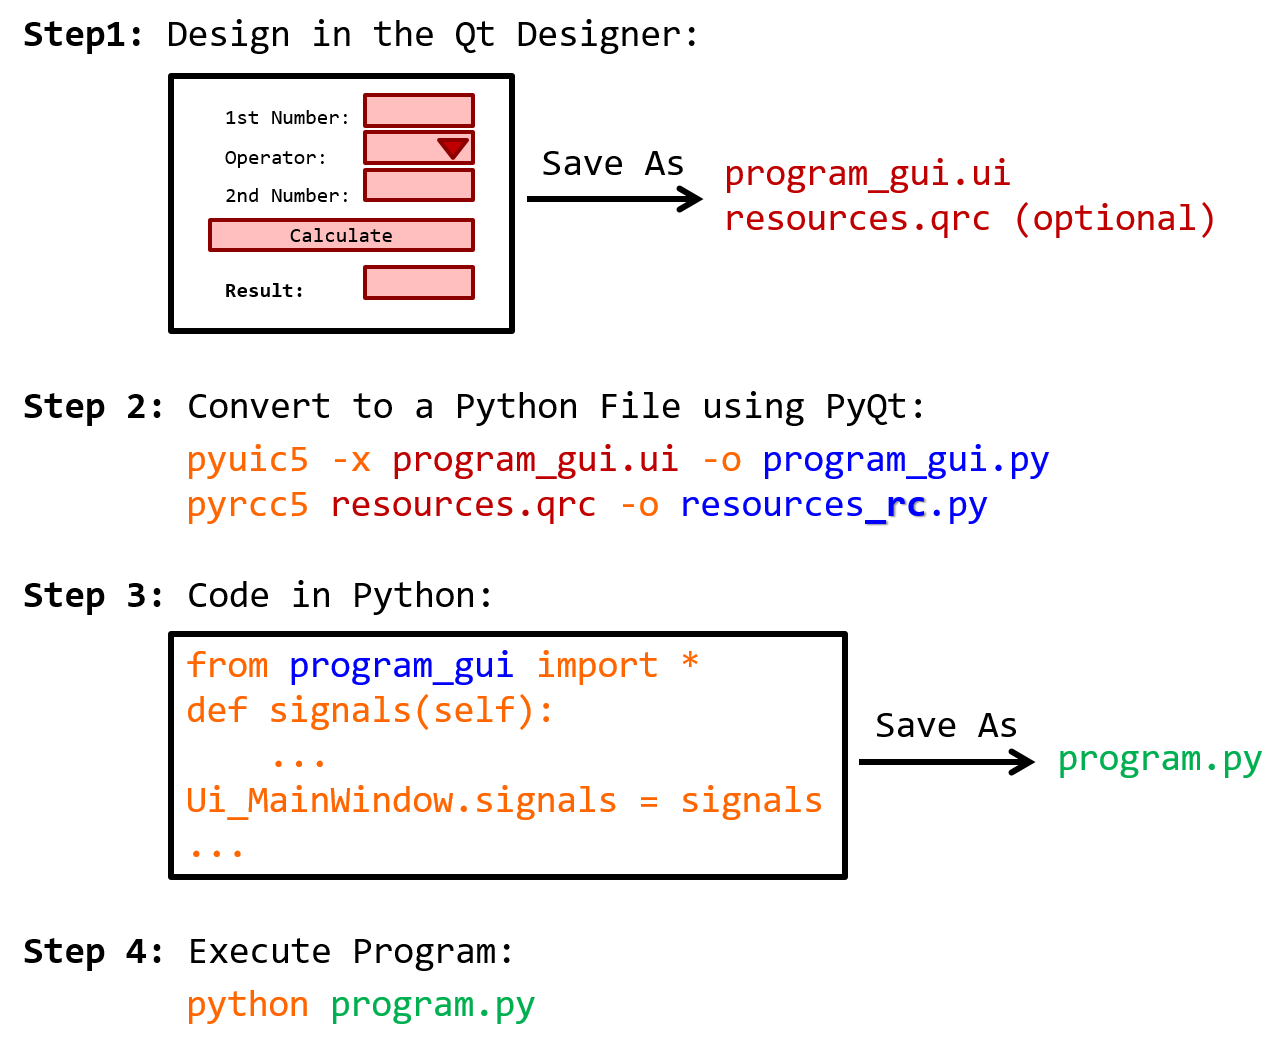 Step1: Design in the Qt Designer:
1st Number:
Operator:
2nd Number:
Calculate
Result:
Save As
program_gui.ui
resources.qrc (optional)
Step 2: Convert to a Python File using PyQt:
pyuic5 -x program_gui.ui -o program_gui.py
pyrcc5 resources.qrc -o resources_rc.py
Step 3: Code in Python:
from program_gui import *
def signals(self):
    ...
Ui_MainWindow.signals = signals
...
Save As
program.py
Step 4: Execute Program:
python program.py